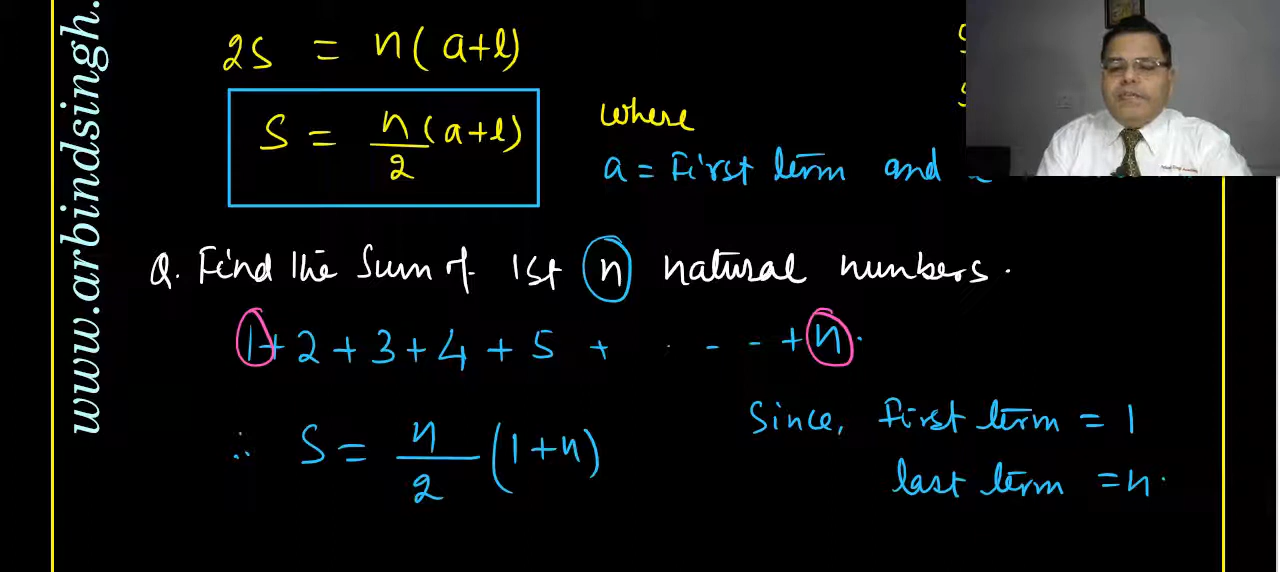 www.arbindsingh.
2S = n(a+l)
S = n/2 (a+l)
where
a = First term and
Q. Find the Sum of 1st n natural numbers.
1+2+3+4+5+ - - - +n.
∴ S = n/2 (1+n)
Since, First term = 1
last term = n.